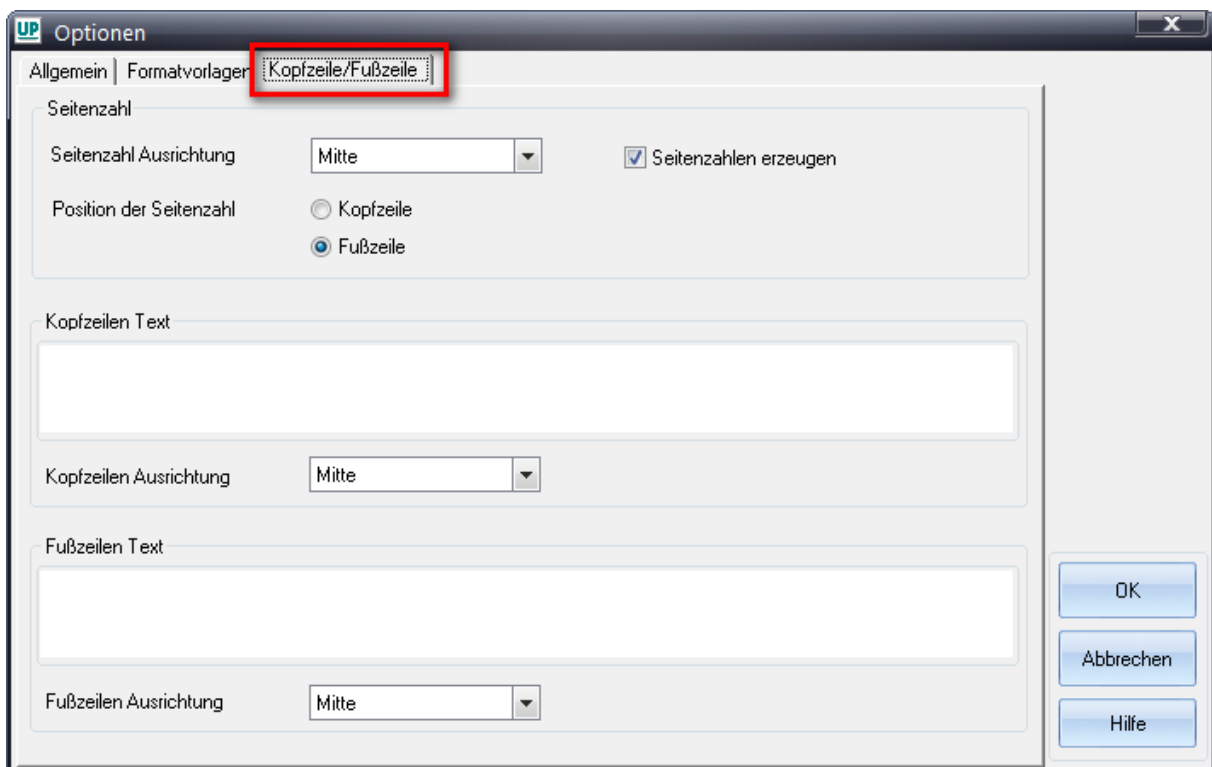 UP Optionen X
Allgemein Formatvorlagen Kopfzeile/Fußzeile
Seitenzahl
Seitenzahl Ausrichtung Mitte Seitenzahlen erzeugen
Position der Seitenzahl Kopfzeile
Fußzeile
Kopfzeilen Text
Kopfzeilen Ausrichtung Mitte
Fußzeilen Text
OK
Abbrechen
Fußzeilen Ausrichtung Mitte
Hilfe